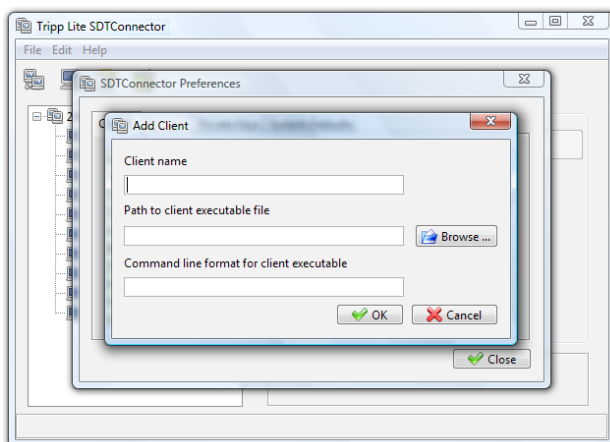 Tripp Lite SDTConnector
File Edit Help
SDTConnector Preferences
2
C
Add Client
Client name
Path to client executable file
Browse ...
Command line format for client executable
OK
Cancel
Close